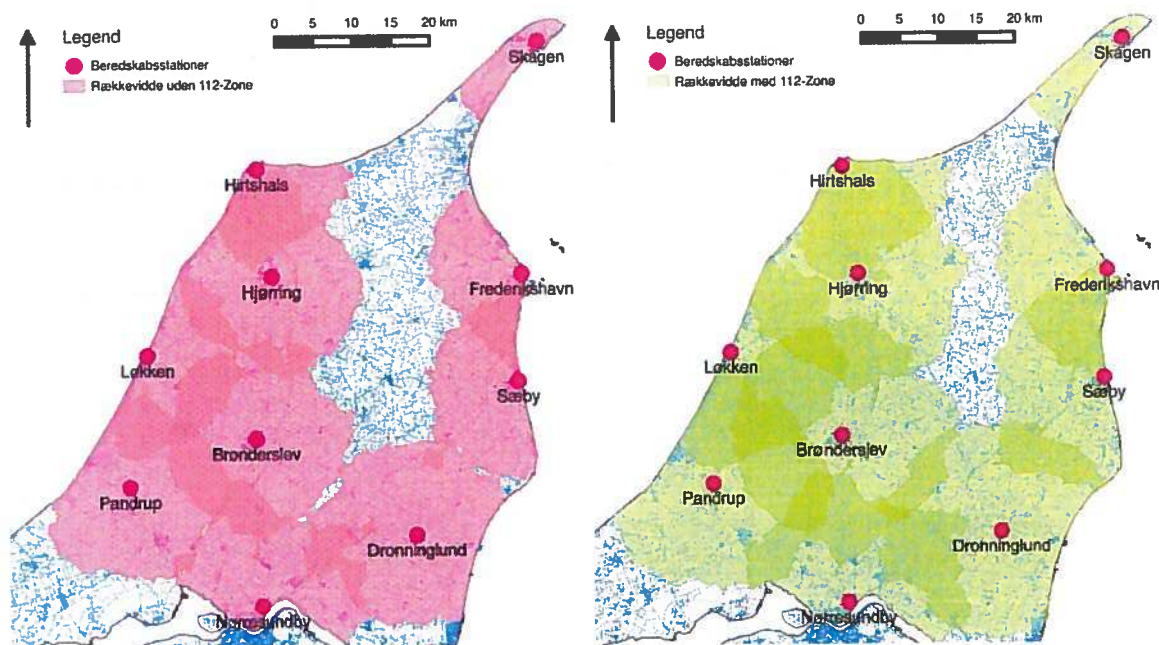 0 5 10 20 km
Legend
Beredskabsstationer
Rækkevidde uden 112-Zone
Skagen
Hirtshals
Hjørring
Frederikshavn
Løkken
Sæby
Brønderslev
Pandrup
Dronninglund
Nørresundby
0 5 10 20 km
Legend
Beredskabsstationer
Rækkevidde med 112-Zone
Skagen
Hirtshals
Hjørring
Frederikshavn
Løkken
Sæby
Brønderslev
Pandrup
Dronninglund
Nørresundby